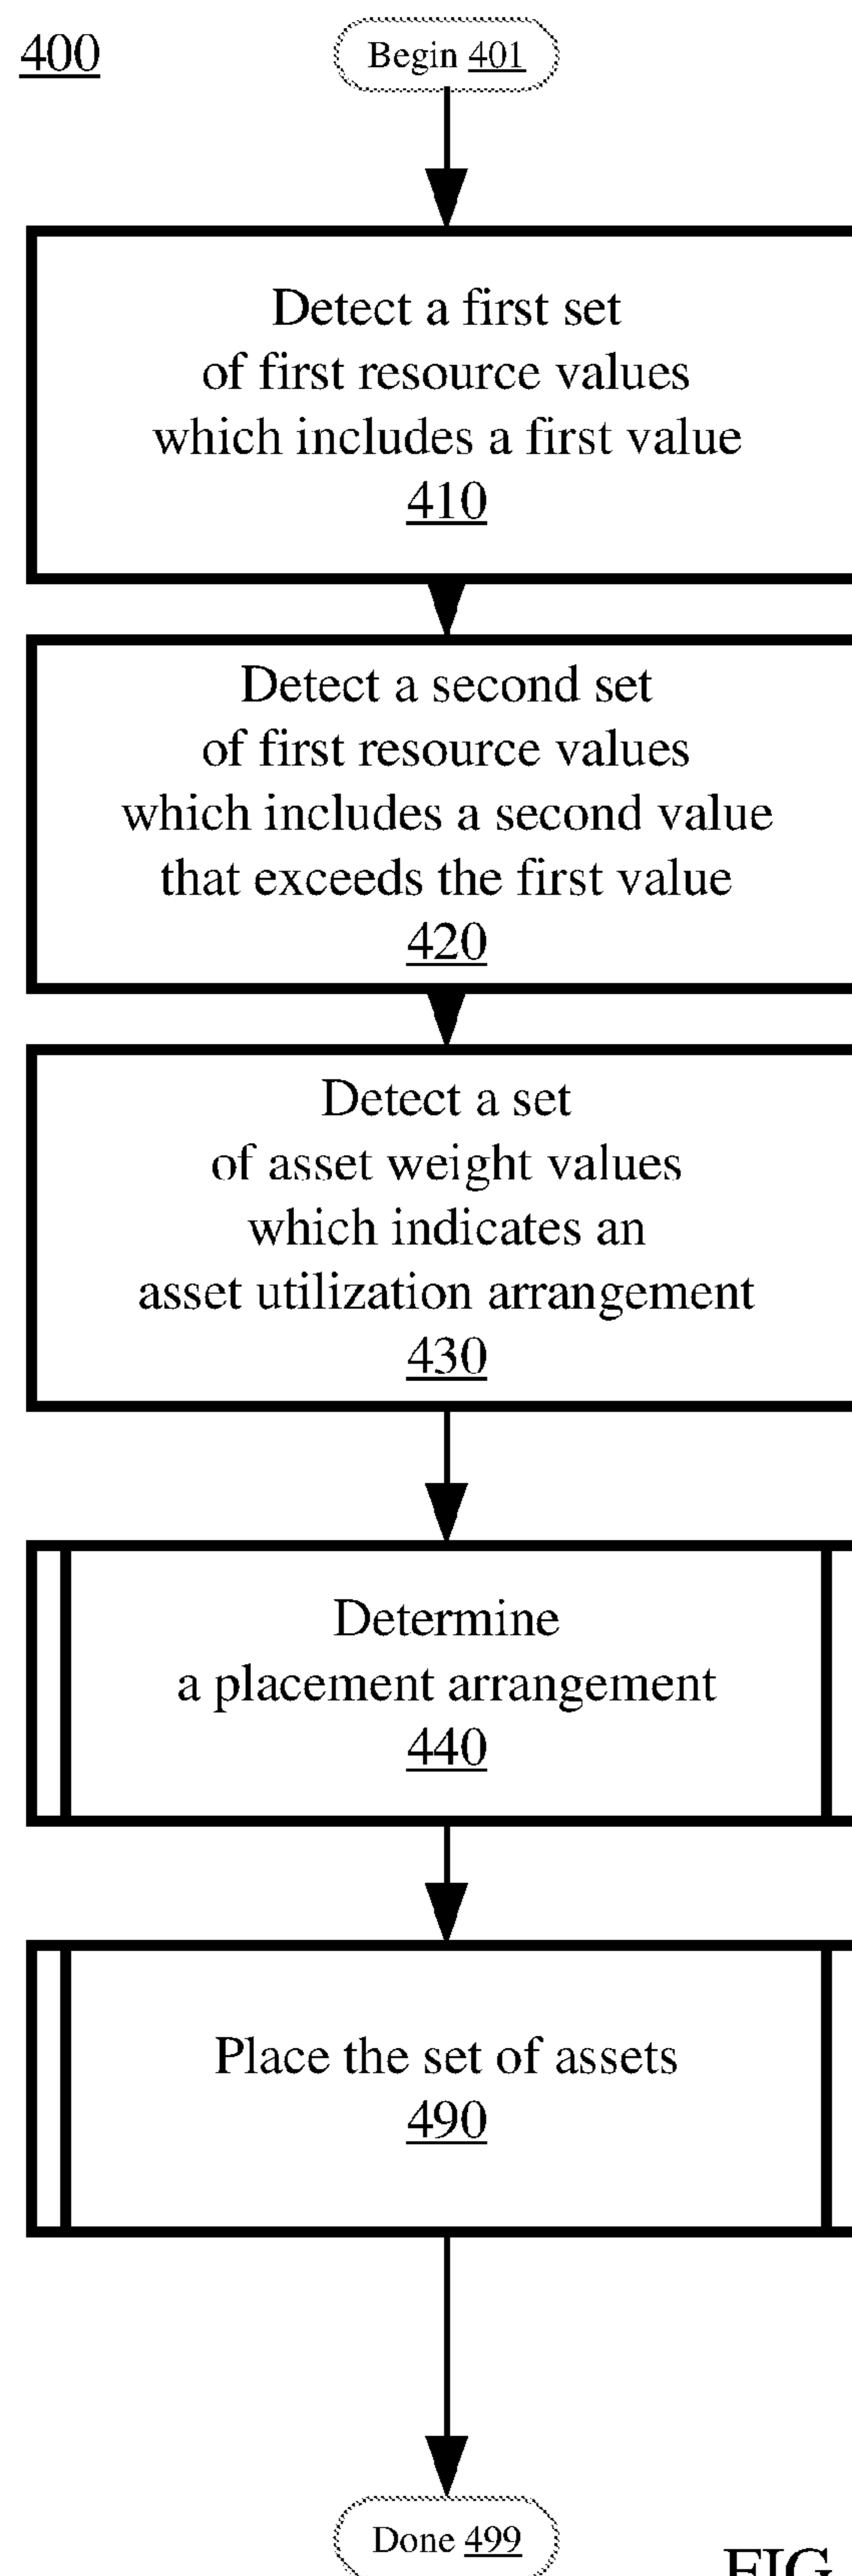 400
Begin 401
Detect a first set
of first resource values
which includes a first value
410
Detect a second set
of first resource values
which includes a second value
that exceeds the first value
420
Detect a set
of asset weight values
which indicates an
asset utilization arrangement
430
Determine
a placement arrangement
440
Place the set of assets
490
Done 499
FIG